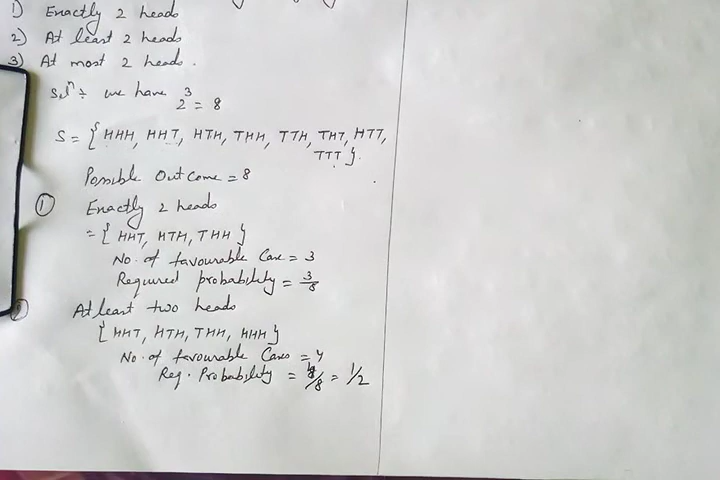 1) Exactly 2 heads
2) At least 2 heads
3) At most 2 heads.
Solⁿ:- we have 2³ = 8
S = { HHH, HHT, HTH, THH, TTH, THT, HTT,
TTT }.
Possible Outcome = 8
① Exactly 2 heads
= { HHT, HTH, THH }
No. of favourable Case = 3
Required probability = 3/8
At least two heads
{ HHT, HTH, THH, HHH }
No. of favourable Cases = 4
Req. Probability = 4/8 = 1/2